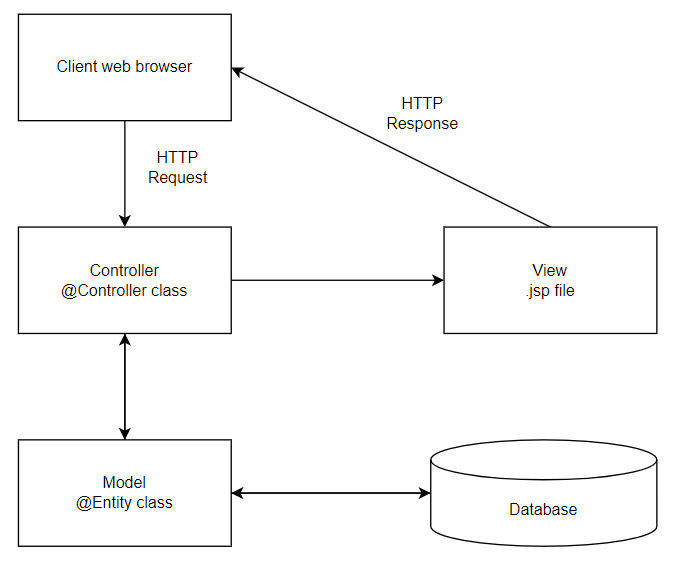 Client web browser
HTTP
Response
HTTP
Request
Controller
@Controller class
View
.jsp file
Model
@Entity class
Database